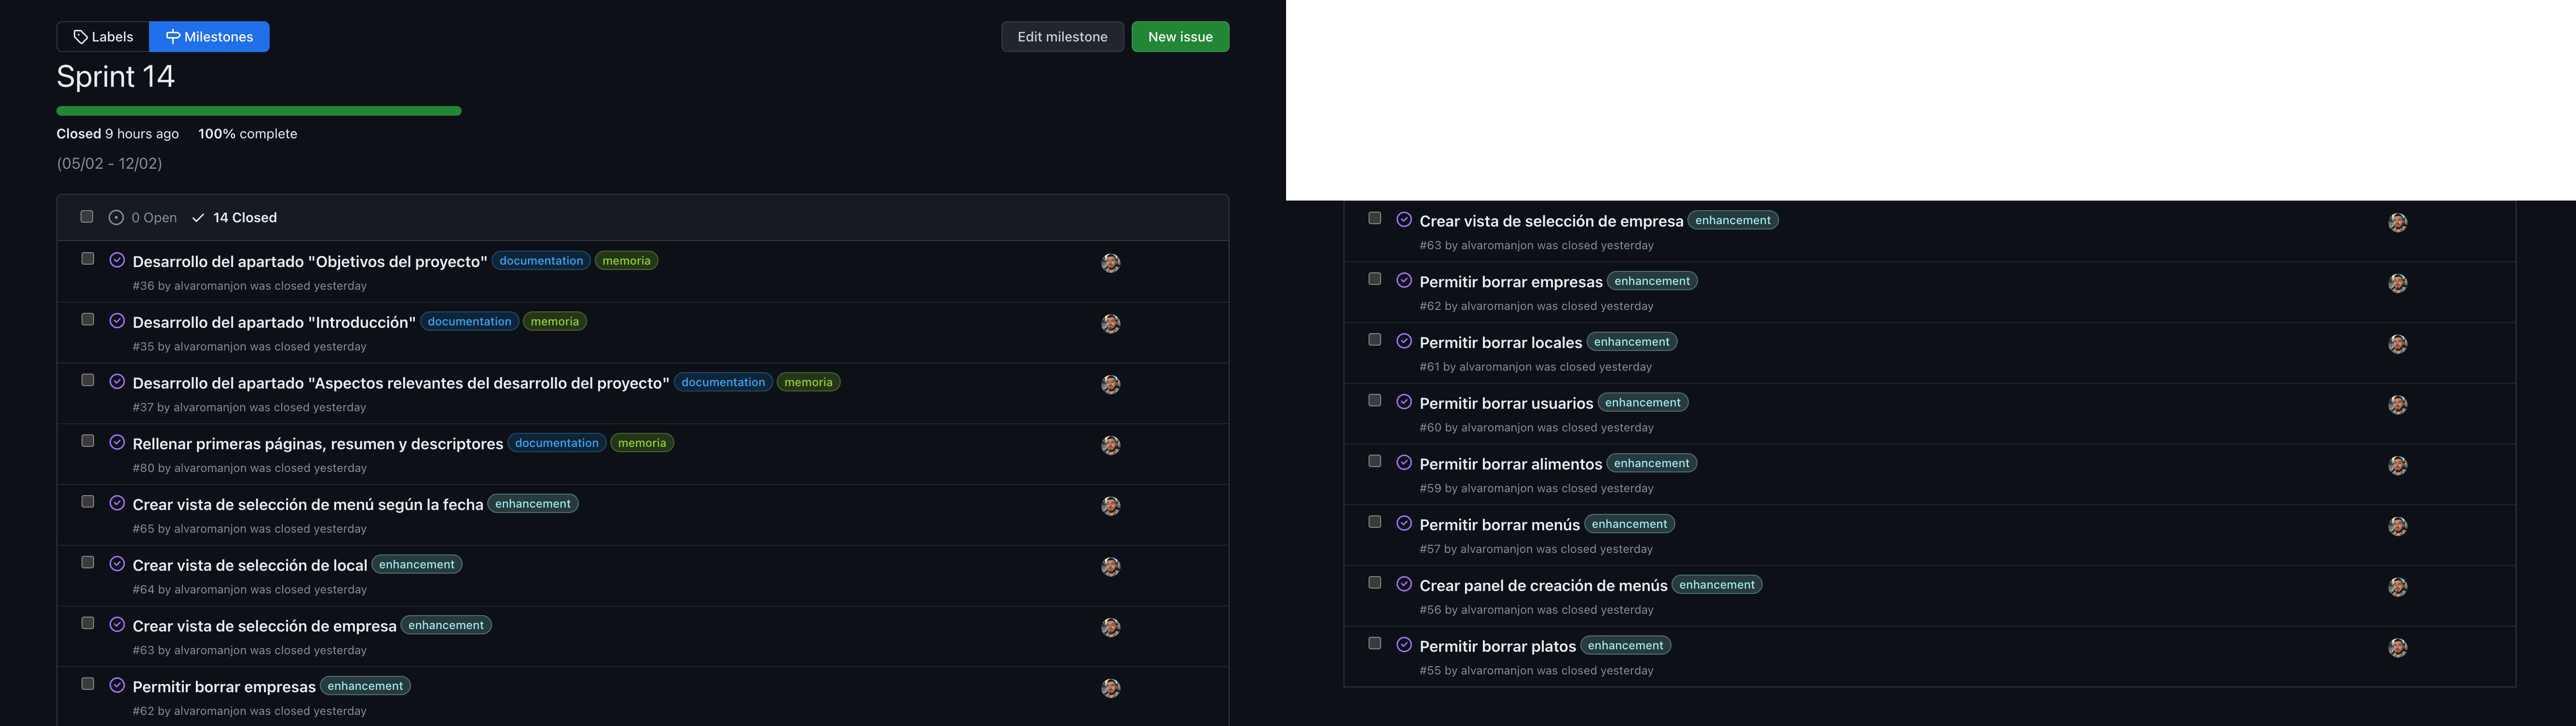 Labels Milestones Edit milestone New issue
Sprint 14
Closed 9 hours ago 100% complete
(05/02 - 12/02)
0 Open 14 Closed
Desarrollo del apartado "Objetivos del proyecto" documentation memoria
#36 by alvaromanjon was closed yesterday
Desarrollo del apartado "Introducción" documentation memoria
#35 by alvaromanjon was closed yesterday
Desarrollo del apartado "Aspectos relevantes del desarrollo del proyecto" documentation memoria
#37 by alvaromanjon was closed yesterday
Rellenar primeras páginas, resumen y descriptores documentation memoria
#80 by alvaromanjon was closed yesterday
Crear vista de selección de menú según la fecha enhancement
#65 by alvaromanjon was closed yesterday
Crear vista de selección de local enhancement
#64 by alvaromanjon was closed yesterday
Crear vista de selección de empresa enhancement
#63 by alvaromanjon was closed yesterday
Permitir borrar empresas enhancement
#62 by alvaromanjon was closed yesterday
Crear vista de selección de empresa enhancement
#63 by alvaromanjon was closed yesterday
Permitir borrar empresas enhancement
#62 by alvaromanjon was closed yesterday
Permitir borrar locales enhancement
#61 by alvaromanjon was closed yesterday
Permitir borrar usuarios enhancement
#60 by alvaromanjon was closed yesterday
Permitir borrar alimentos enhancement
#59 by alvaromanjon was closed yesterday
Permitir borrar menús enhancement
#57 by alvaromanjon was closed yesterday
Crear panel de creación de menús enhancement
#56 by alvaromanjon was closed yesterday
Permitir borrar platos enhancement
#55 by alvaromanjon was closed yesterday